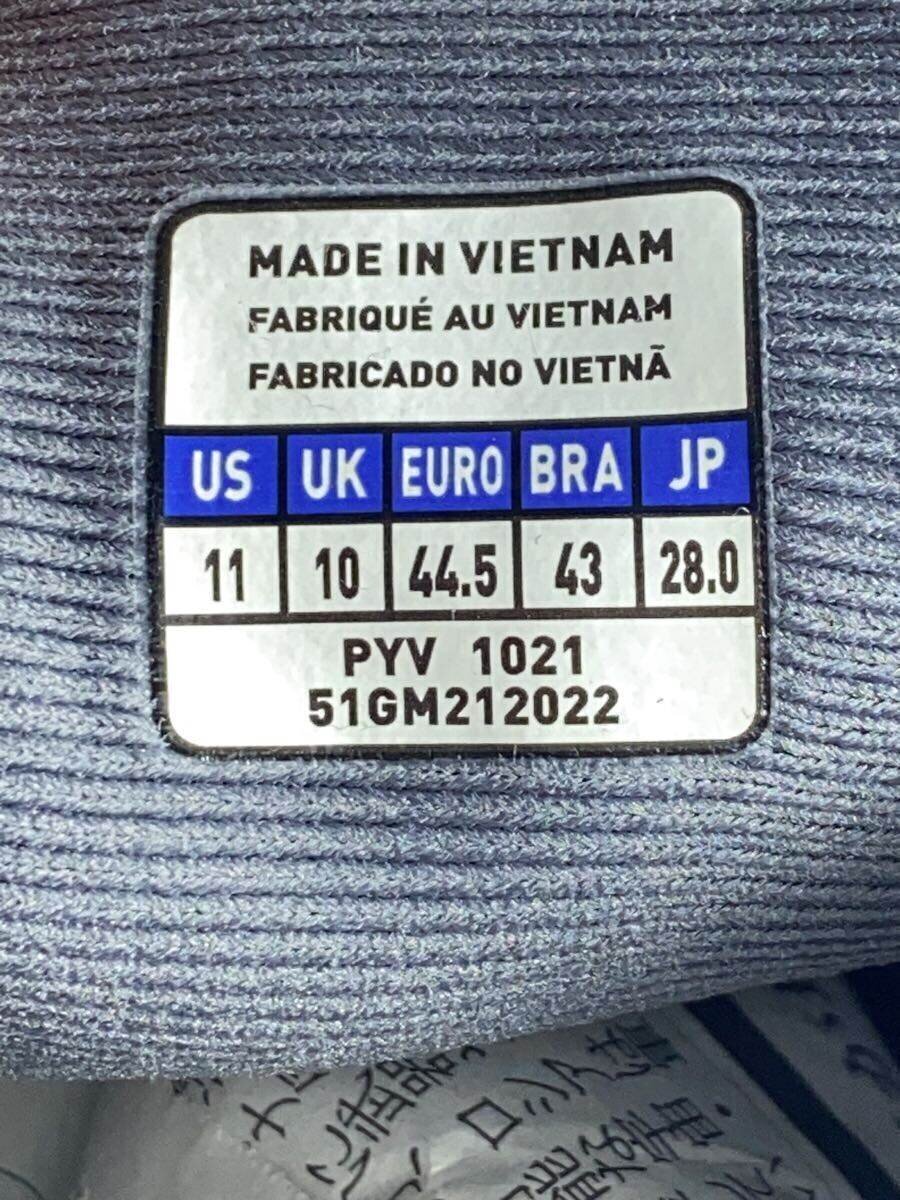 MADE IN VIETNAM
FABRIQUÉ AU VIETNAM
FABRICADO NO VIETNÃ
US UK EURO BRA JP
11 10 44.5 43 28.0
PYV 1021
51GM212022